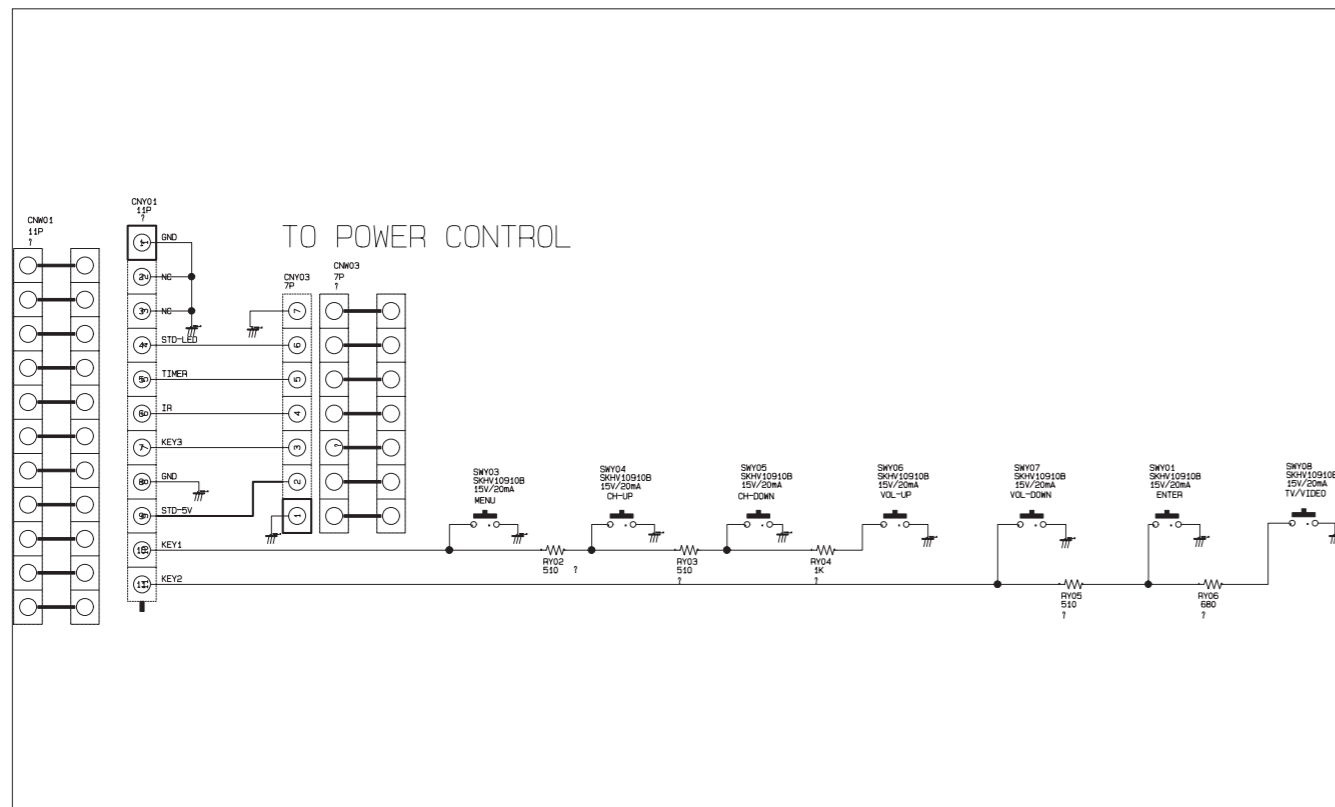 CNW01
11P
?
CNY01
11P
?
1
GND
2
NC
3
NC
4
STD-LED
5
TIMER
6
IR
7
KEY3
8
GND
9
STD-5V
10
KEY1
11
KEY2
TO POWER CONTROL
CNY03
7P
7
6
5
4
3
2
1
CNW03
7P
?
?
SWY03
SKHV10910B
15V/20mA
MENU
SWY04
SKHV10910B
15V/20mA
CH-UP
SWY05
SKHV10910B
15V/20mA
CH-DOWN
SWY06
SKHV10910B
15V/20mA
VOL-UP
SWY07
SKHV10910B
15V/20mA
VOL-DOWN
SWY01
SKHV10910B
15V/20mA
ENTER
SWY08
SKHV10910B
15V/20mA
TV/VIDEO
RY02
510 ?
RY03
510
?
RY04
1K
?
RY05
510
?
RY06
680
?